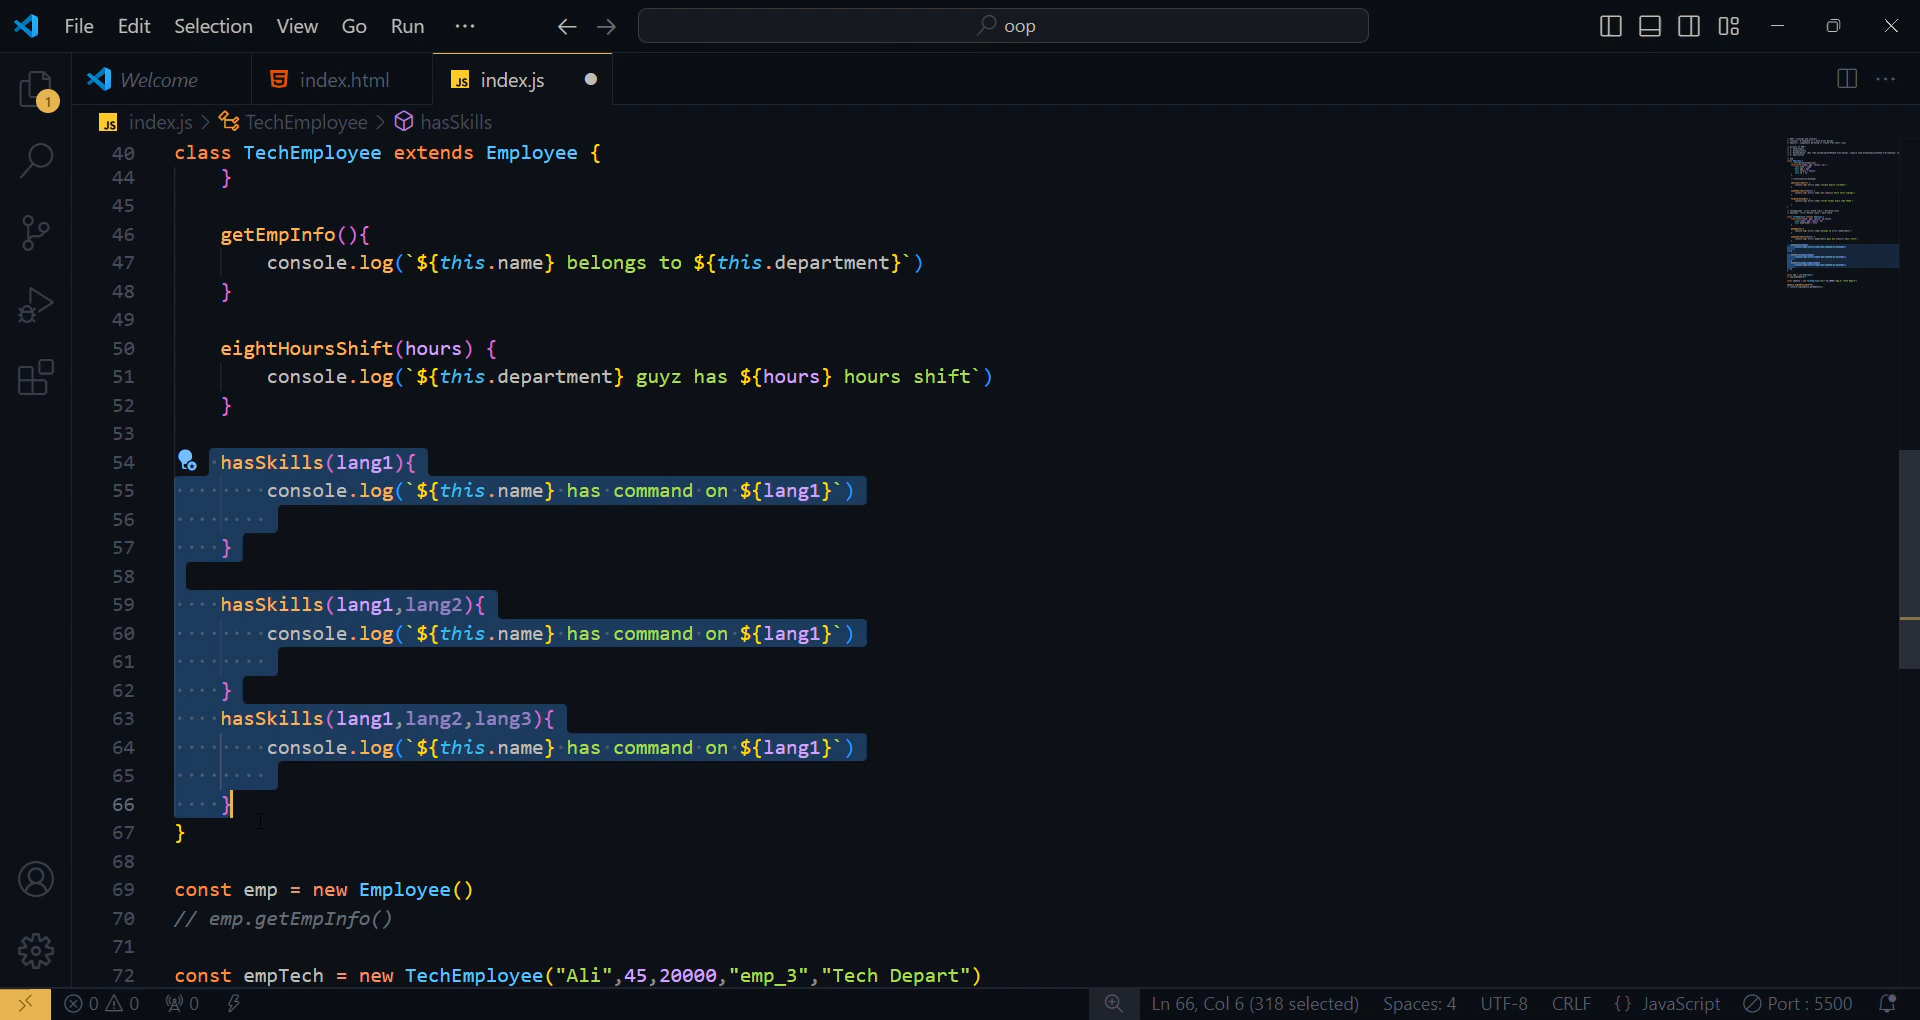 File Edit Selection View Go Run ··· oop
Welcome index.html index.js
1
index.js > TechEmployee > hasSkills
40 class TechEmployee extends Employee {
44 }
45
46 getEmpInfo(){
47 console.log(`${this.name} belongs to ${this.department}`)
48 }
49
50 eightHoursShift(hours) {
51 console.log(`${this.department} guyz has ${hours} hours shift`)
52 }
53
54 hasSkills(lang1){
55 console.log(`${this.name} has command on ${lang1}`)
56
57 }
58
59 hasSkills(lang1,lang2){
60 console.log(`${this.name} has command on ${lang1}`)
61
62 }
63 hasSkills(lang1,lang2,lang3){
64 console.log(`${this.name} has command on ${lang1}`)
65
66 }
67 }
68
69 const emp = new Employee()
70 // emp.getEmpInfo()
71
72 const empTech = new TechEmployee("Ali",45,20000,"emp_3","Tech Depart")
0 0 0 Ln 66, Col 6 (318 selected) Spaces: 4 UTF-8 CRLF {} JavaScript Port : 5500